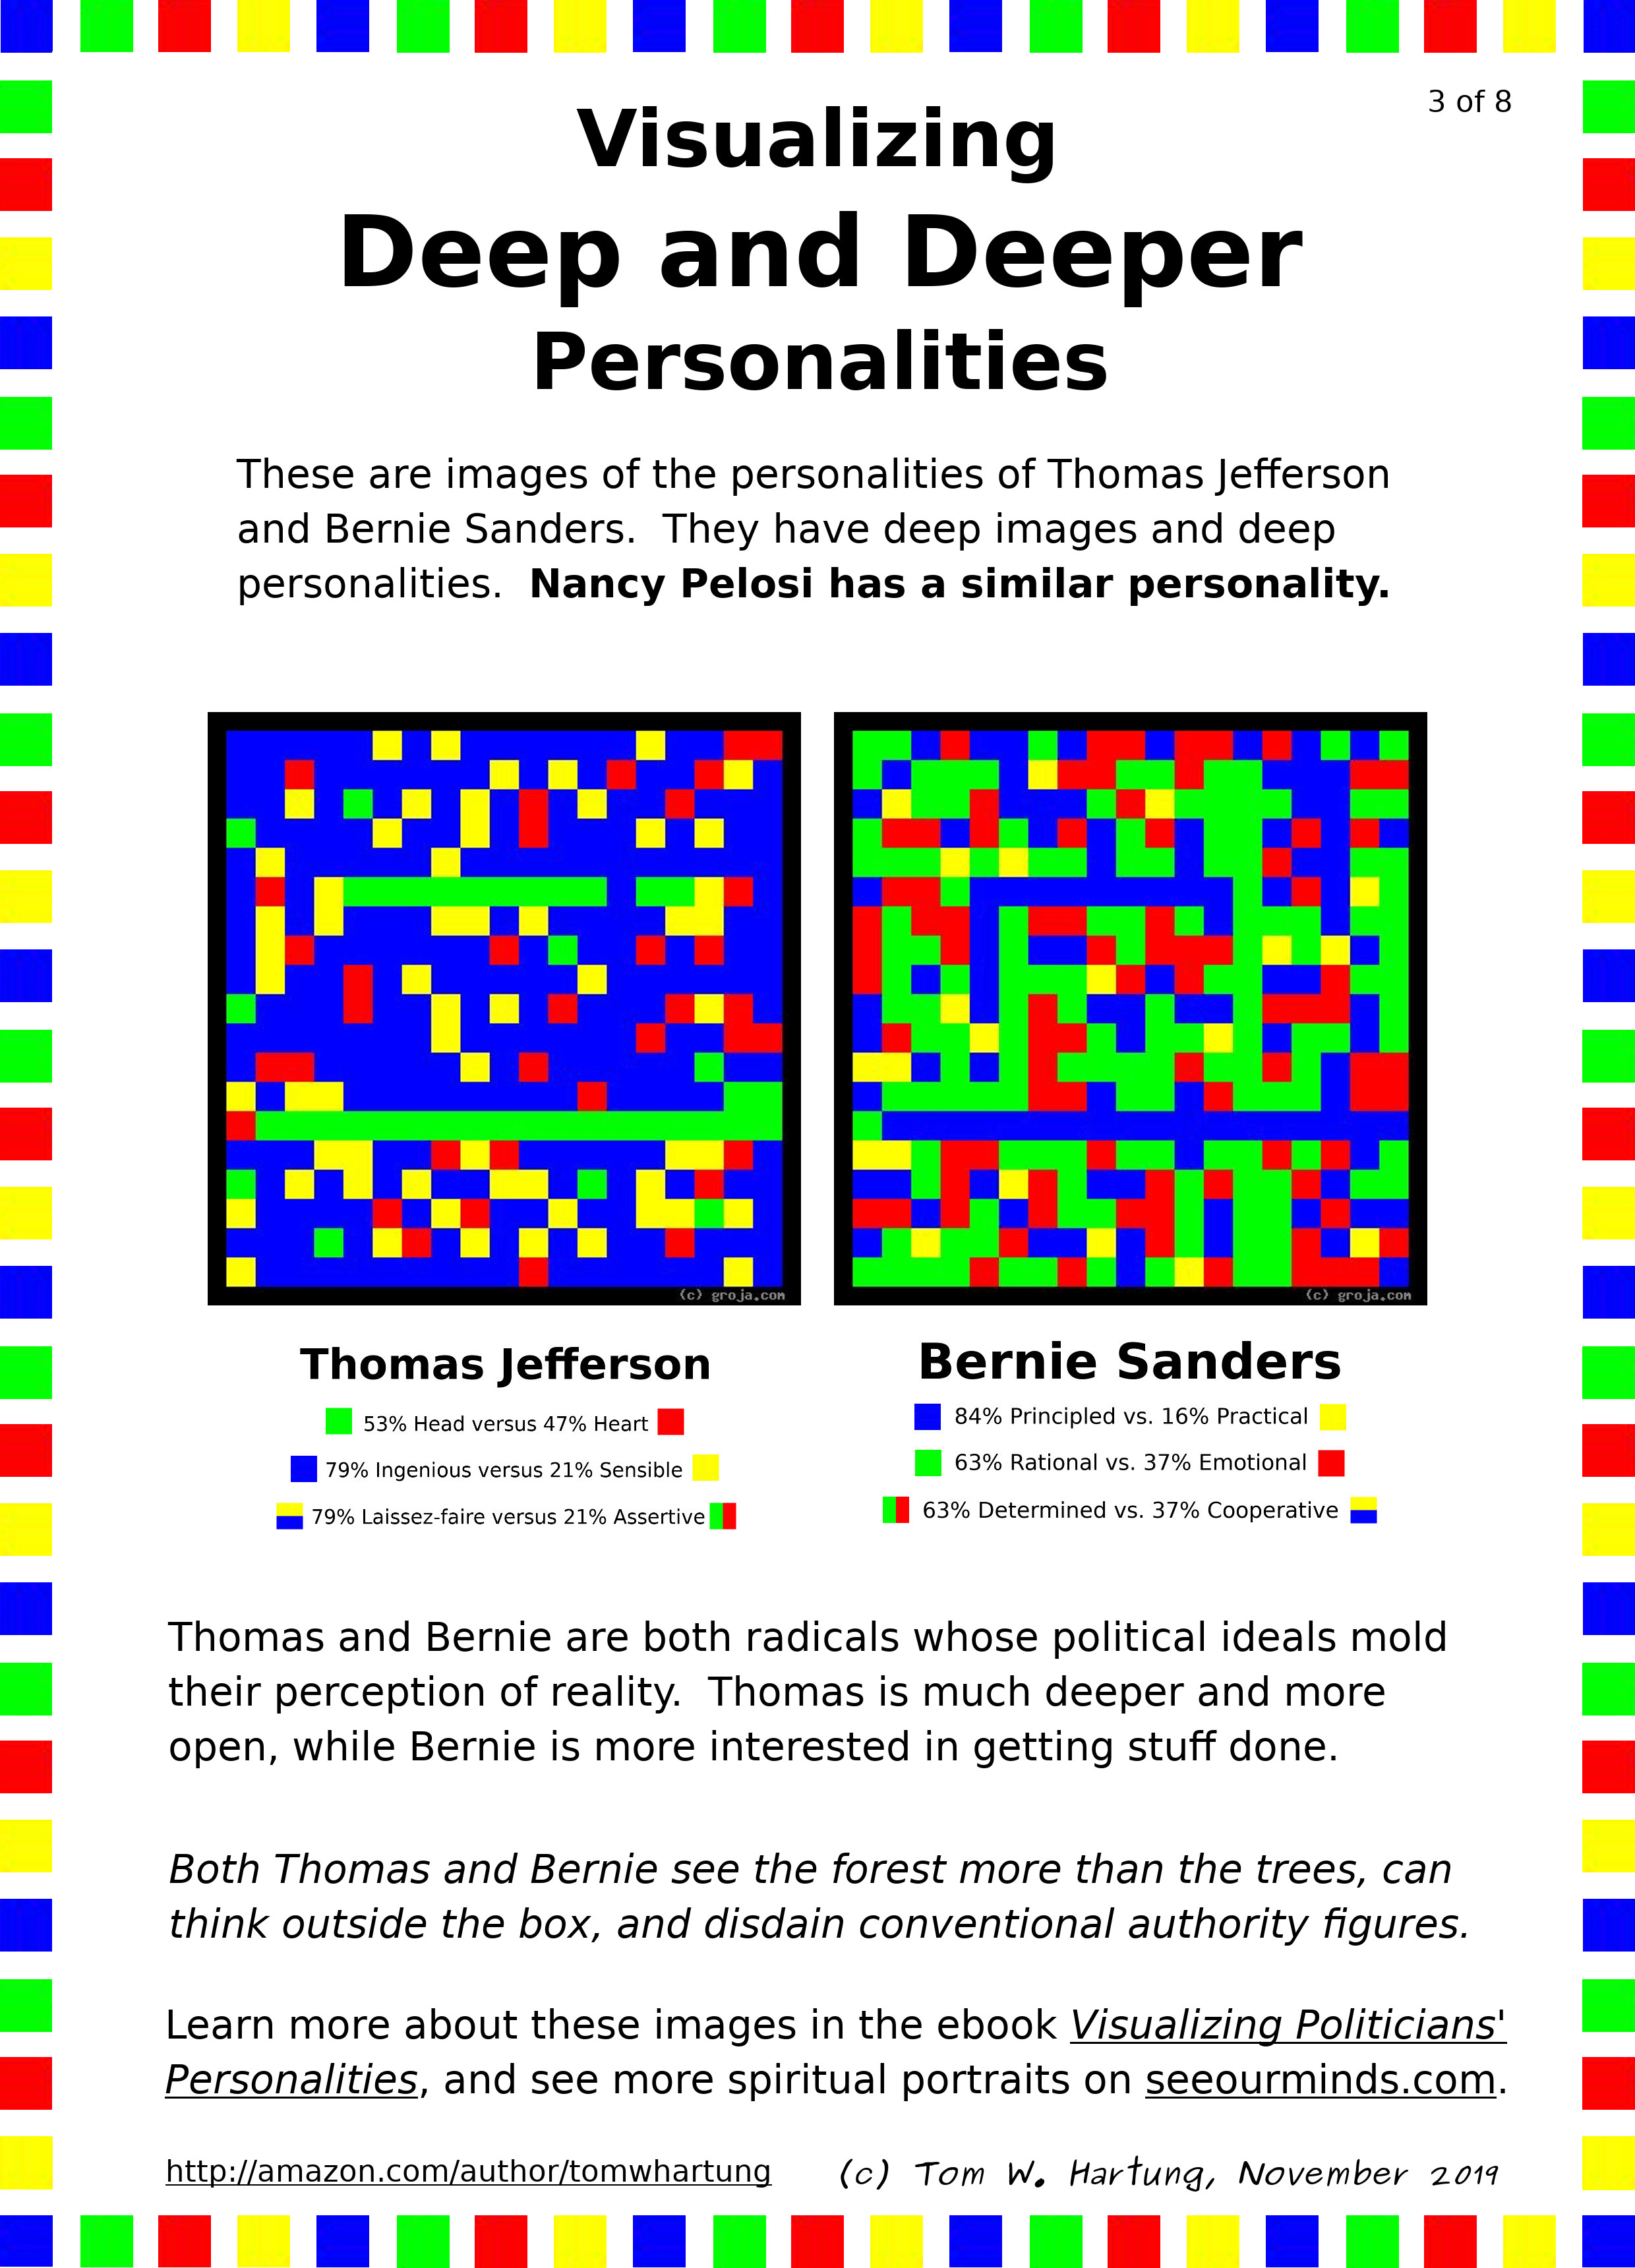 3 of 8
Visualizing
Deep and Deeper
Personalities
These are images of the personalities of Thomas Jefferson
and Bernie Sanders.  They have deep images and deep
personalities.  Nancy Pelosi has a similar personality.
(c) groja.com
(c) groja.com
Thomas Jefferson
53% Head versus 47% Heart
79% Ingenious versus 21% Sensible
79% Laissez-faire versus 21% Assertive
Bernie Sanders
84% Principled vs. 16% Practical
63% Rational vs. 37% Emotional
63% Determined vs. 37% Cooperative
Thomas and Bernie are both radicals whose political ideals mold
their perception of reality.  Thomas is much deeper and more
open, while Bernie is more interested in getting stuff done.
Both Thomas and Bernie see the forest more than the trees, can
think outside the box, and disdain conventional authority figures.
Learn more about these images in the ebook Visualizing Politicians'
Personalities, and see more spiritual portraits on seeourminds.com.
http://amazon.com/author/tomwhartung
(c) Tom W. Hartung, November 2019